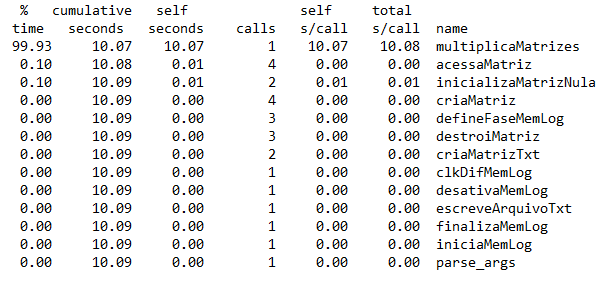 %   cumulative   self              self     total
time   seconds   seconds    calls  s/call   s/call  name
99.93     10.07    10.07        1    10.07    10.08  multiplicaMatrizes
0.10     10.08     0.01        4     0.00     0.00  acessaMatriz
0.10     10.09     0.01        2     0.01     0.01  inicializaMatrizNula
0.00     10.09     0.00        4     0.00     0.00  criaMatriz
0.00     10.09     0.00        3     0.00     0.00  defineFaseMemLog
0.00     10.09     0.00        3     0.00     0.00  destroiMatriz
0.00     10.09     0.00        2     0.00     0.00  criaMatrizTxt
0.00     10.09     0.00        1     0.00     0.00  clkDifMemLog
0.00     10.09     0.00        1     0.00     0.00  desativaMemLog
0.00     10.09     0.00        1     0.00     0.00  escreveArquivoTxt
0.00     10.09     0.00        1     0.00     0.00  finalizaMemLog
0.00     10.09     0.00        1     0.00     0.00  iniciaMemLog
0.00     10.09     0.00        1     0.00     0.00  parse_args